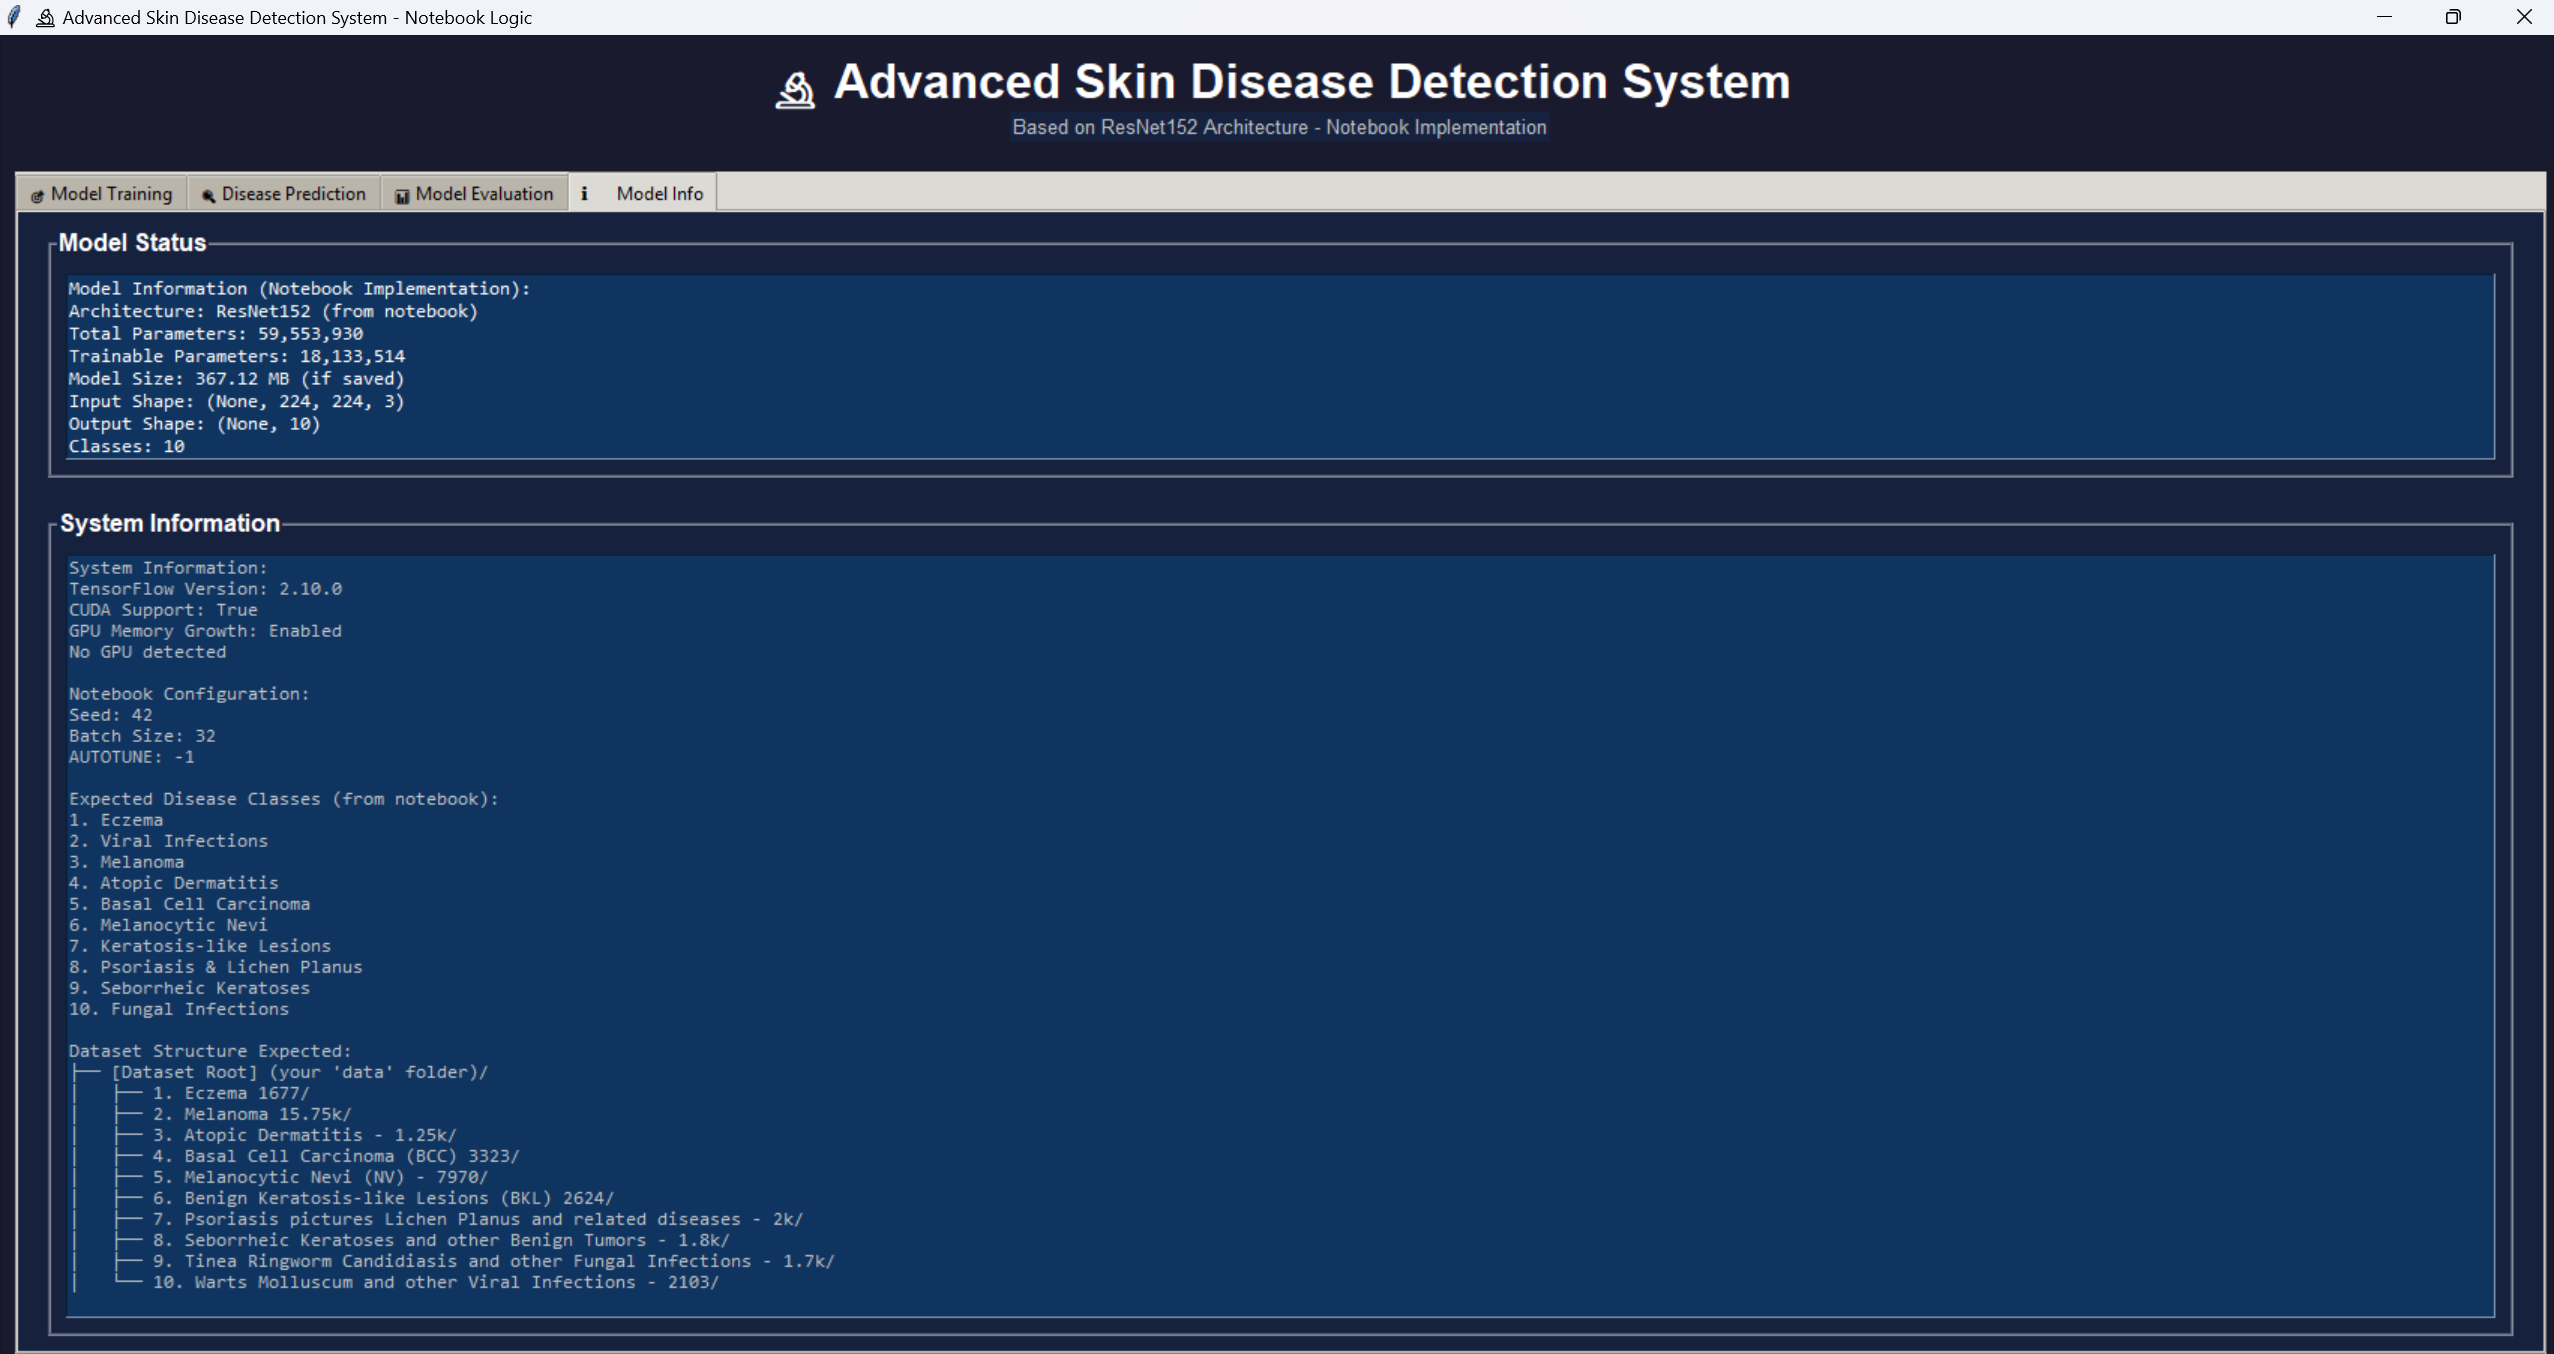 Advanced Skin Disease Detection System - Notebook Logic
Advanced Skin Disease Detection System
Based on ResNet152 Architecture - Notebook Implementation
Model Training
Disease Prediction
Model Evaluation
i Model Info
Model Status
Model Information (Notebook Implementation):
Architecture: ResNet152 (from notebook)
Total Parameters: 59,553,930
Trainable Parameters: 18,133,514
Model Size: 367.12 MB (if saved)
Input Shape: (None, 224, 224, 3)
Output Shape: (None, 10)
Classes: 10
System Information
System Information:
TensorFlow Version: 2.10.0
CUDA Support: True
GPU Memory Growth: Enabled
No GPU detected
Notebook Configuration:
Seed: 42
Batch Size: 32
AUTOTUNE: -1
Expected Disease Classes (from notebook):
1. Eczema
2. Viral Infections
3. Melanoma
4. Atopic Dermatitis
5. Basal Cell Carcinoma
6. Melanocytic Nevi
7. Keratosis-like Lesions
8. Psoriasis & Lichen Planus
9. Seborrheic Keratoses
10. Fungal Infections
Dataset Structure Expected:
├── [Dataset Root] (your 'data' folder)/
│   ├── 1. Eczema 1677/
│   ├── 2. Melanoma 15.75k/
│   ├── 3. Atopic Dermatitis - 1.25k/
│   ├── 4. Basal Cell Carcinoma (BCC) 3323/
│   ├── 5. Melanocytic Nevi (NV) - 7970/
│   ├── 6. Benign Keratosis-like Lesions (BKL) 2624/
│   ├── 7. Psoriasis pictures Lichen Planus and related diseases - 2k/
│   ├── 8. Seborrheic Keratoses and other Benign Tumors - 1.8k/
│   ├── 9. Tinea Ringworm Candidiasis and other Fungal Infections - 1.7k/
│   └── 10. Warts Molluscum and other Viral Infections - 2103/